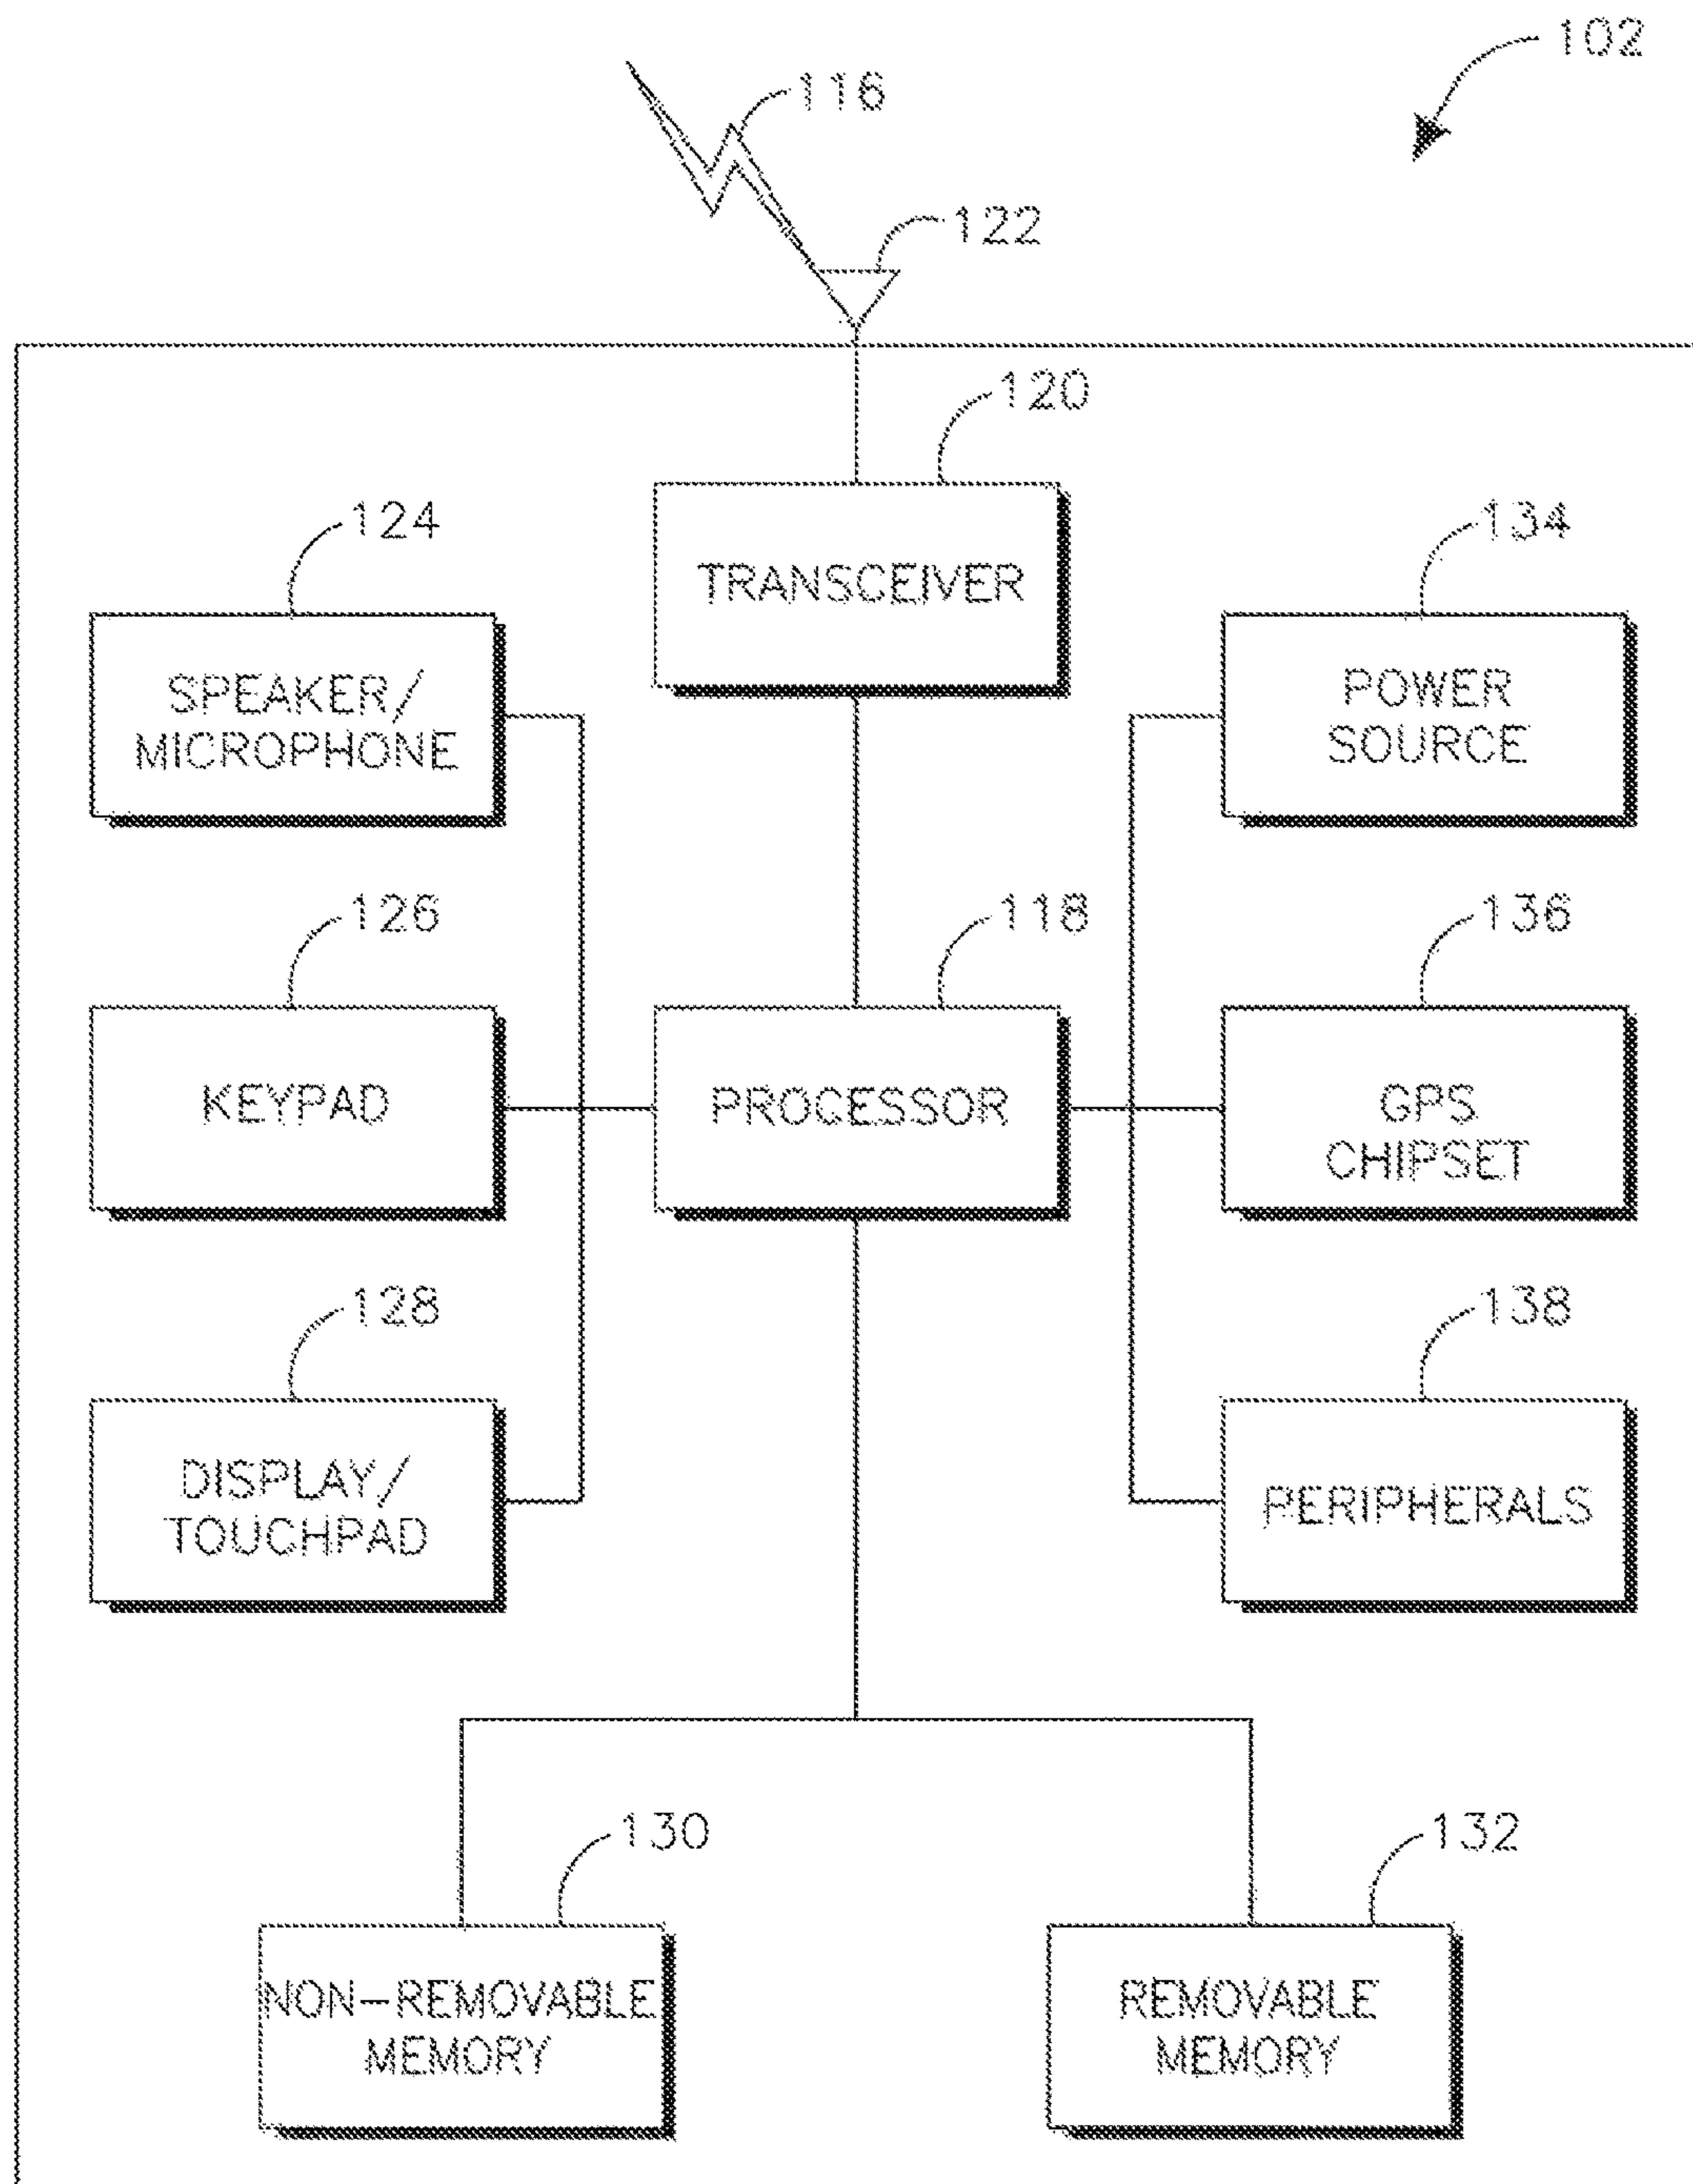 102
116
122
120
TRANSCEIVER
124
SPEAKER/
MICROPHONE
134
POWER
SOURCE
126
KEYPAD
118
PROCESSOR
136
GPS
CHIPSET
128
DISPLAY/
TOUCHPAD
138
PERIPHERALS
130
NON-REMOVABLE
MEMORY
132
REMOVABLE
MEMORY